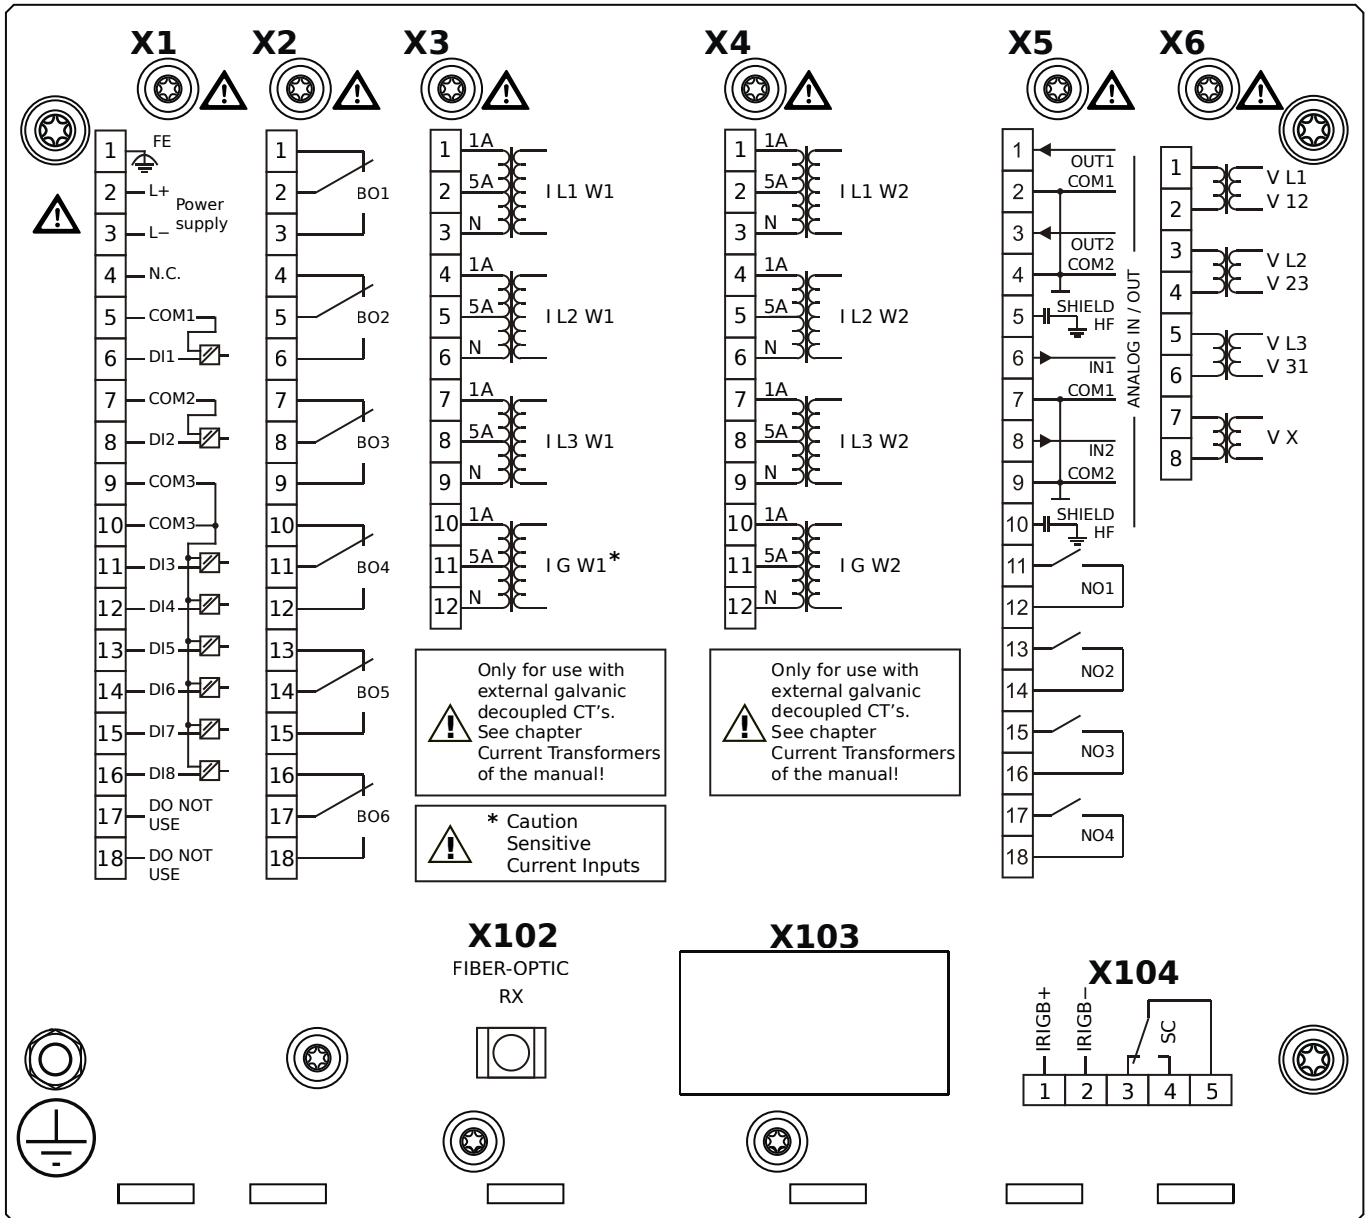 X1
X2
X3
X4
X5
X6
1 FE
2 L+
Power
supply
3 L−
4 N.C.
5 COM1
6 DI1
7 COM2
8 DI2
9 COM3
10 COM3
11 DI3
12 DI4
13 DI5
14 DI6
15 DI7
16 DI8
17 DO NOT
USE
18 DO NOT
USE
1
2 BO1
3
4
5 BO2
6
7
8 BO3
9
10
11 BO4
12
13
14 BO5
15
16
17 BO6
18
1 1A
2 5A I L1 W1
3 N
4 1A
5 5A I L2 W1
6 N
7 1A
8 5A I L3 W1
9 N
10 1A
11 5A I G W1*
12 N
Only for use with
external galvanic
decoupled CT's.
See chapter
Current Transformers
of the manual!
* Caution
Sensitive
Current Inputs
1 1A
2 5A I L1 W2
3 N
4 1A
5 5A I L2 W2
6 N
7 1A
8 5A I L3 W2
9 N
10 1A
11 5A I G W2
12 N
Only for use with
external galvanic
decoupled CT's.
See chapter
Current Transformers
of the manual!
1 OUT1
2 COM1
3 OUT2
4 COM2
5 SHIELD
HF
6 IN1
7 COM1
8 IN2
9 COM2
10 SHIELD
HF
ANALOG IN / OUT
11
NO1
12
13
NO2
14
15
NO3
16
17
NO4
18
1 V L1
2 V 12
3 V L2
4 V 23
5 V L3
6 V 31
7
V X
8
X102
FIBER-OPTIC
RX
X103
X104
IRIGB+
IRIGB−
SC
1 2 3 4 5